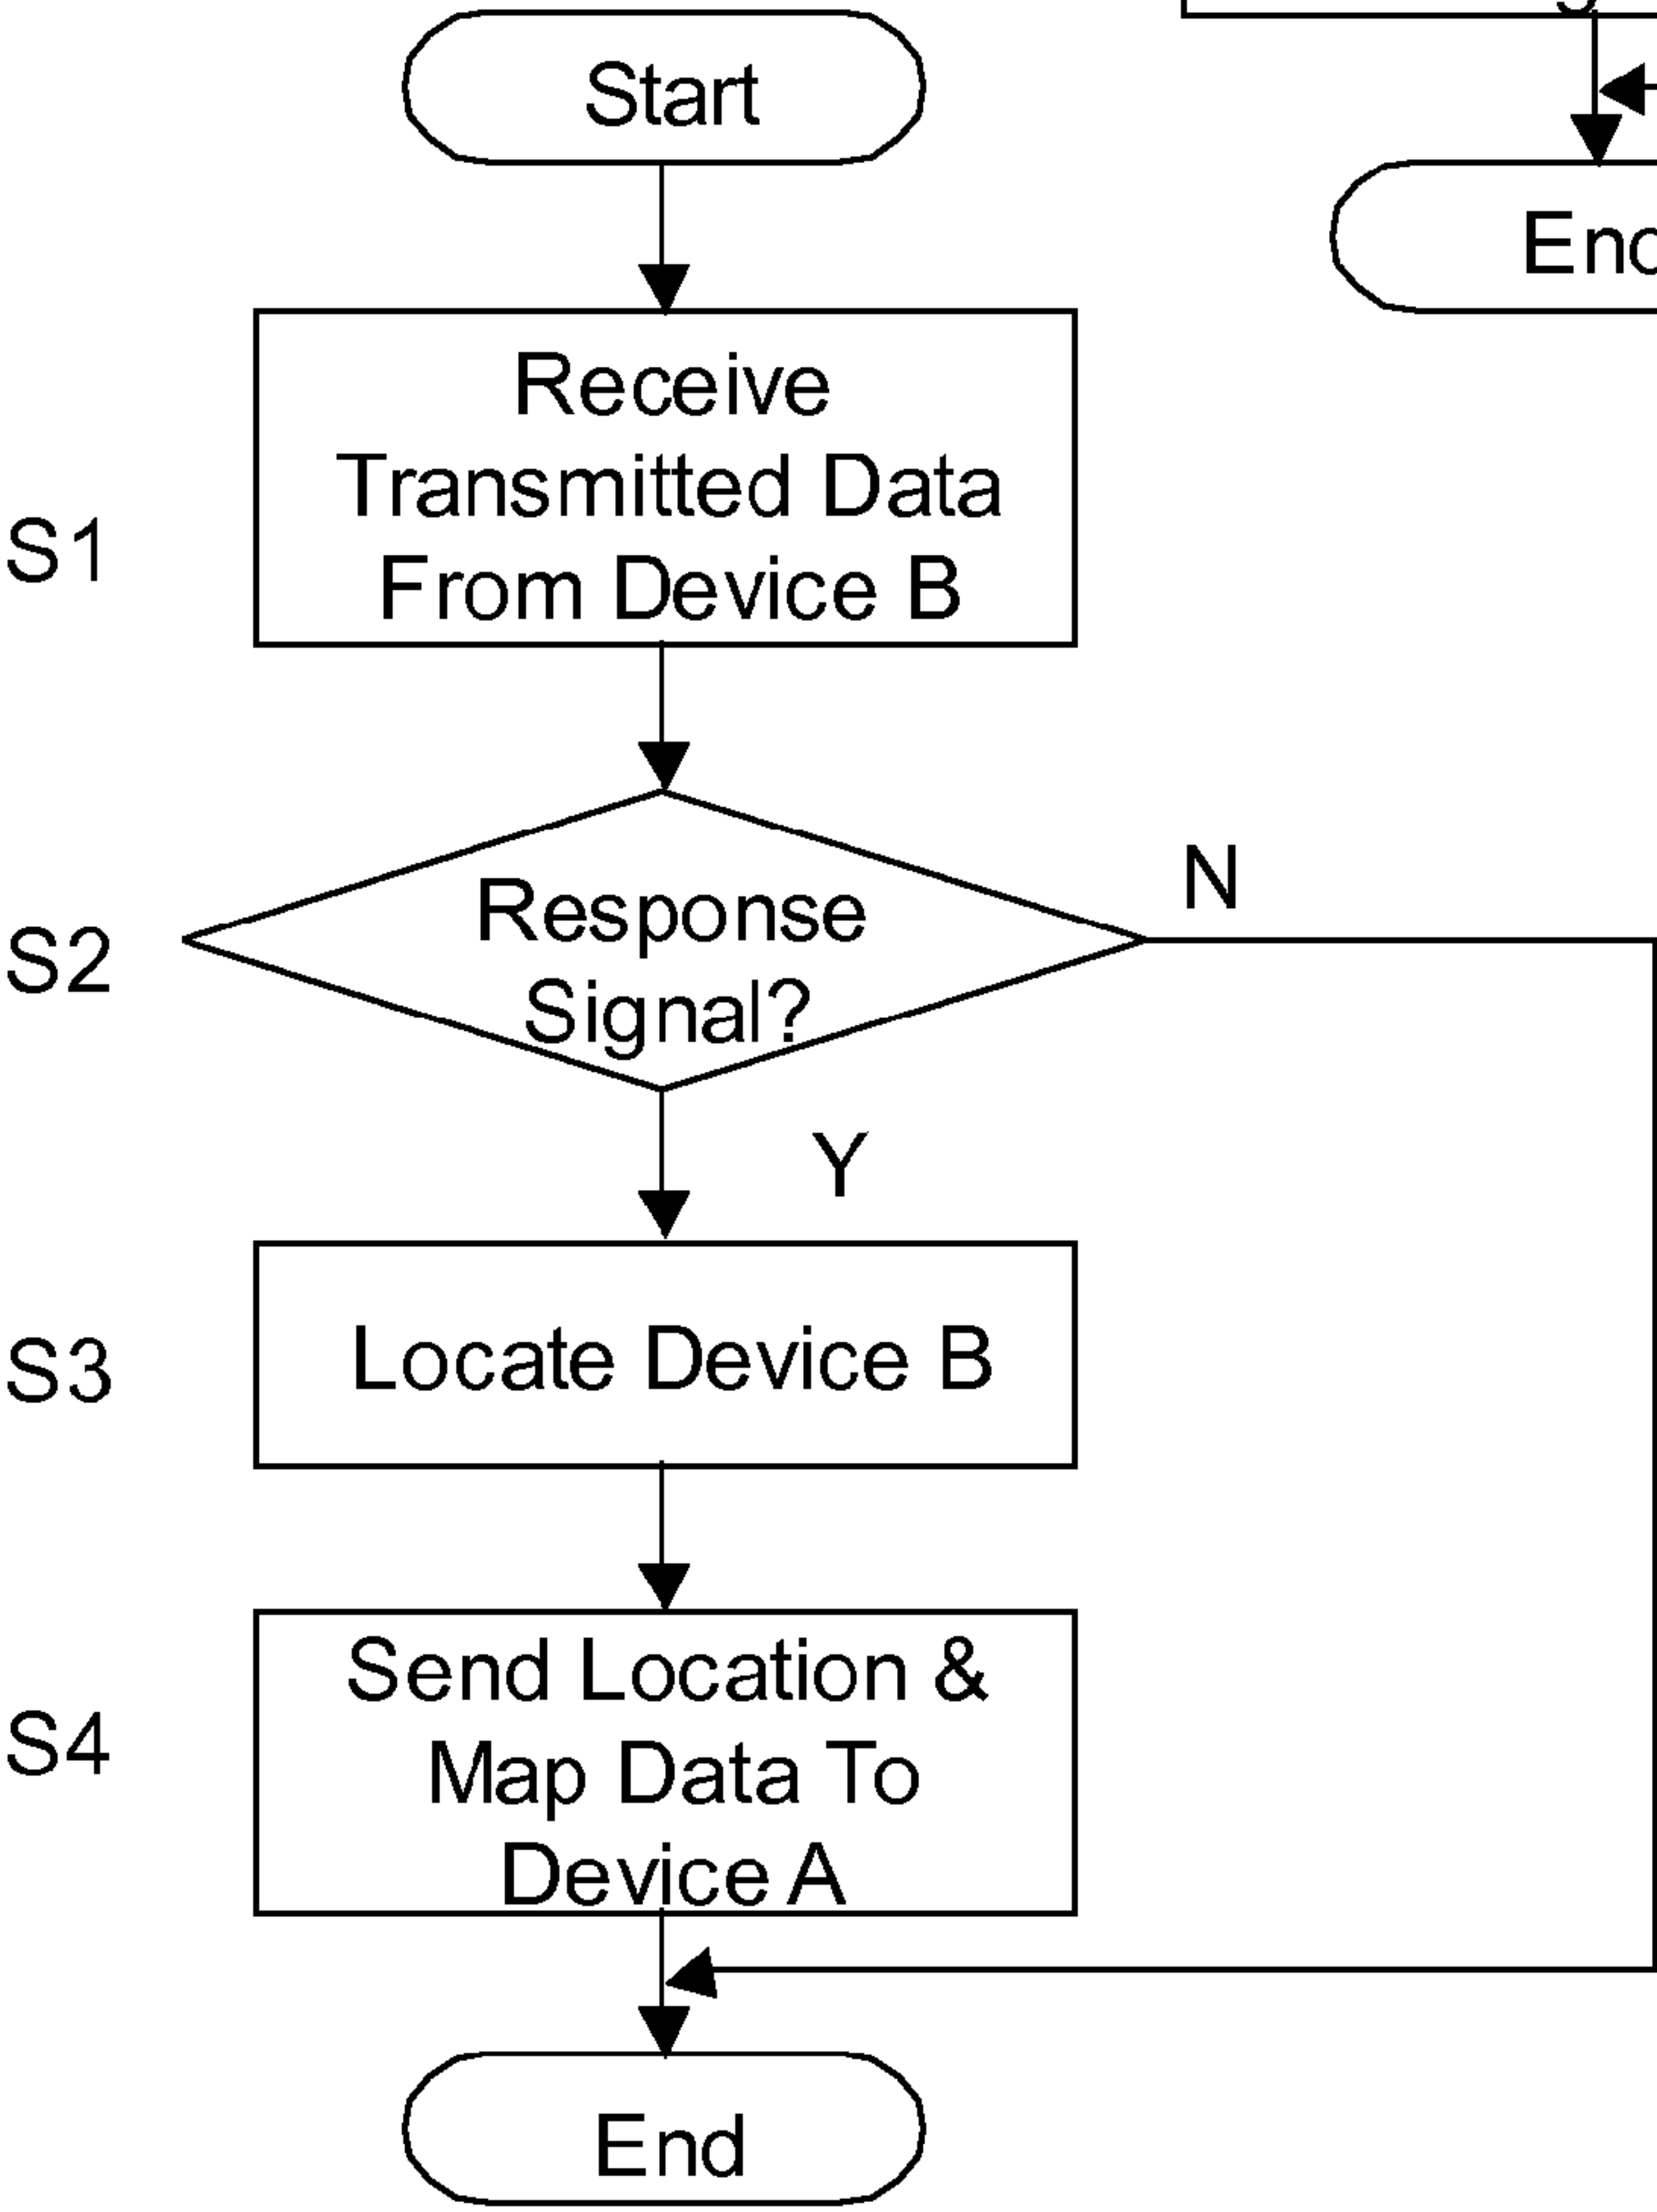 Start
Receive
Transmitted Data
From Device B
S1
Response
Signal?
N
S2
Y
Locate Device B
S3
Send Location &
Map Data To
Device A
S4
End